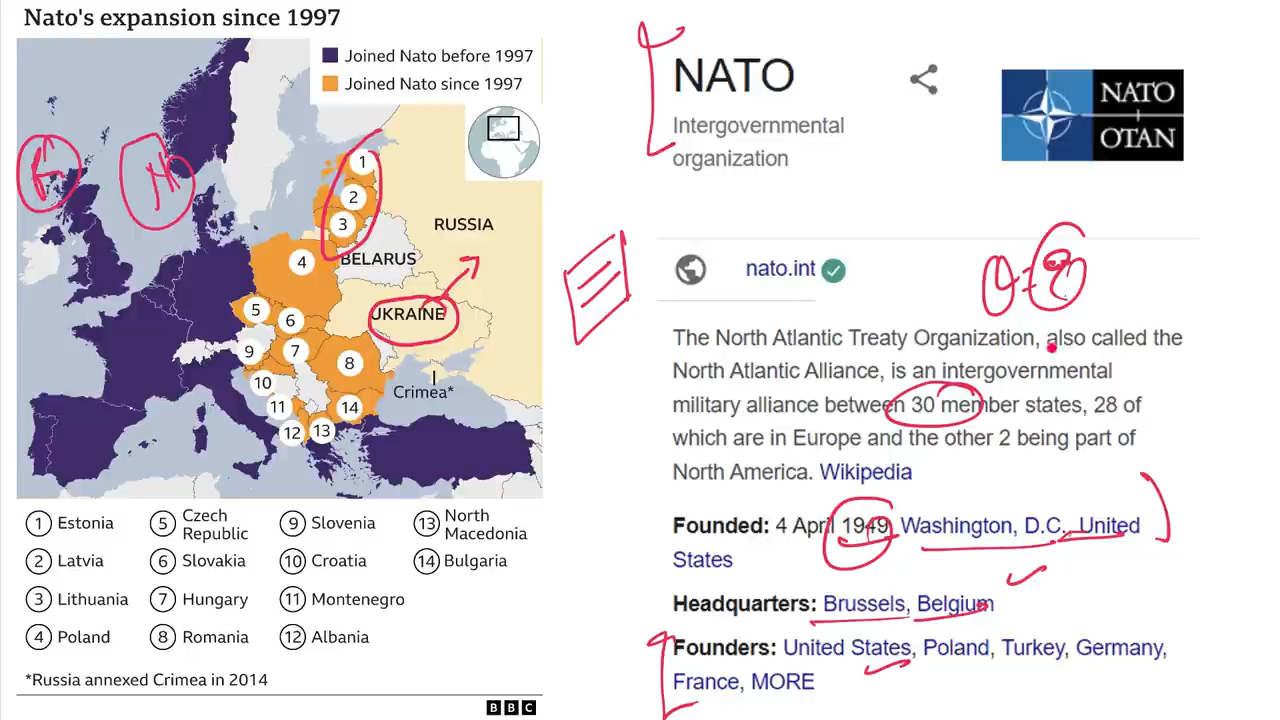 Nato's expansion since 1997
Joined Nato before 1997
Joined Nato since 1997
1
2
3
4
5
6
7
8
9
10
11
12
13
14
RUSSIA
BELARUS
UKRAINE
Crimea*
1 Estonia
2 Latvia
3 Lithuania
4 Poland
5 Czech
Republic
6 Slovakia
7 Hungary
8 Romania
9 Slovenia
10 Croatia
11 Montenegro
12 Albania
13 North
Macedonia
14 Bulgaria
*Russia annexed Crimea in 2014
BBC
NATO
Intergovernmental
organization
NATO
OTAN
nato.int
The North Atlantic Treaty Organization, also called the
North Atlantic Alliance, is an intergovernmental
military alliance between 30 member states, 28 of
which are in Europe and the other 2 being part of
North America. Wikipedia
Founded: 4 April 1949, Washington, D.C., United
States
Headquarters: Brussels, Belgium
Founders: United States, Poland, Turkey, Germany,
France, MORE